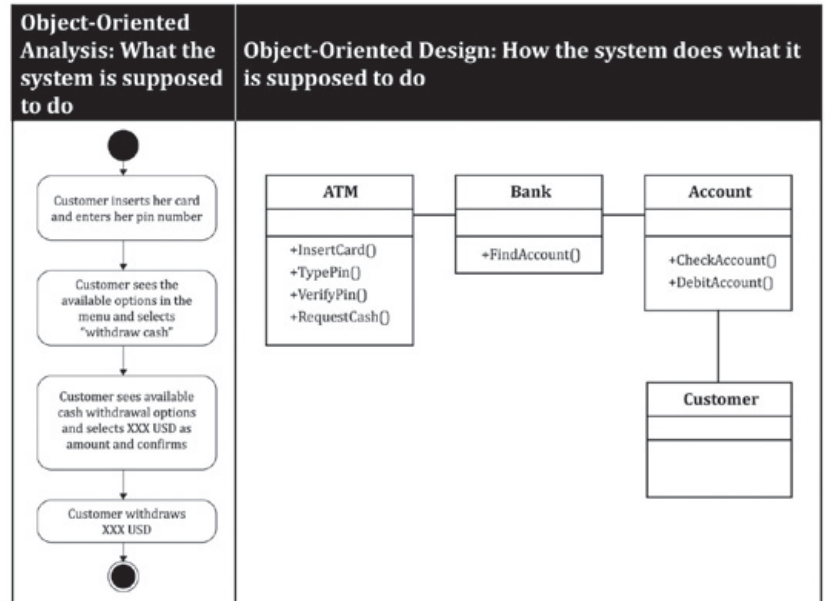 Object-Oriented
Analysis: What the
system is supposed
to do
Object-Oriented Design: How the system does what it
is supposed to do
Customer inserts her card
and enters her pin number
Customer sees the
available options in the
menu and selects
"withdraw cash"
Customer sees available
cash withdrawal options
and selects XXX USD as
amount and confirms
Customer withdraws
XXX USD
ATM
+InsertCard()
+TypePin()
+VerifyPin()
+RequestCash()
Bank
+FindAccount()
Account
+CheckAccount()
+DebitAccount()
Customer